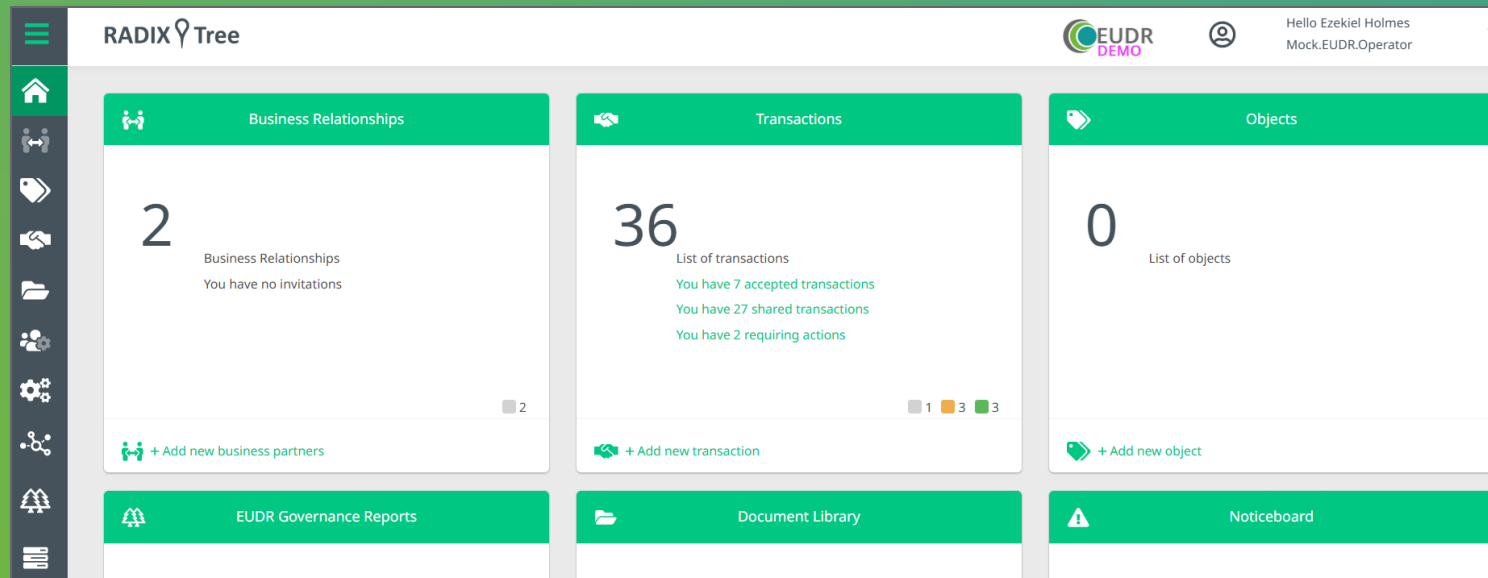 RADIX Tree
EUDR
DEMO
Hello Ezekiel Holmes
Mock.EUDR.Operator
Business Relationships
2
Business Relationships
You have no invitations
2
+ Add new business partners
Transactions
36
List of transactions
You have 7 accepted transactions
You have 27 shared transactions
You have 2 requiring actions
1 3 3
+ Add new transaction
Objects
0
List of objects
+ Add new object
EUDR Governance Reports
Document Library
Noticeboard